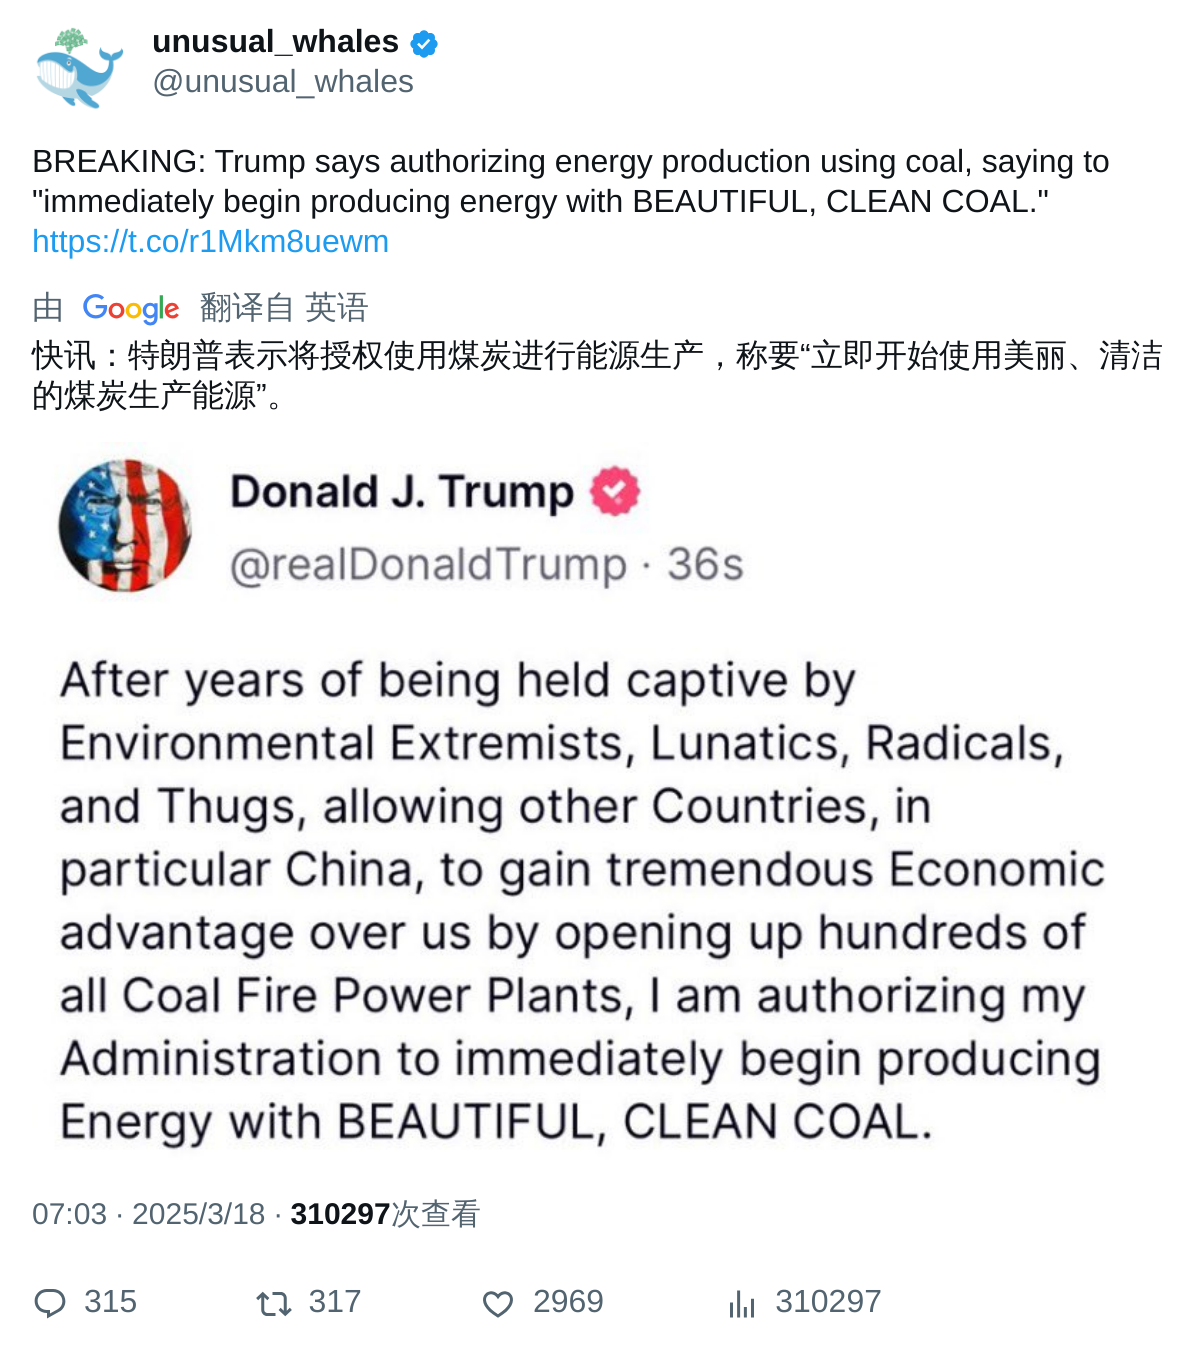 unusual_whales
@unusual_whales
BREAKING: Trump says authorizing energy production using coal, saying to
"immediately begin producing energy with BEAUTIFUL, CLEAN COAL."
https://t.co/r1Mkm8uewm
由 Google 翻译自 英语
快讯：特朗普表示将授权使用煤炭进行能源生产，称要“立即开始使用美丽、清洁
的煤炭生产能源”。
Donald J. Trump
@realDonaldTrump · 36s
After years of being held captive by
Environmental Extremists, Lunatics, Radicals,
and Thugs, allowing other Countries, in
particular China, to gain tremendous Economic
advantage over us by opening up hundreds of
all Coal Fire Power Plants, I am authorizing my
Administration to immediately begin producing
Energy with BEAUTIFUL, CLEAN COAL.
07:03 · 2025/3/18 · 310297次查看
315 317 2969 310297